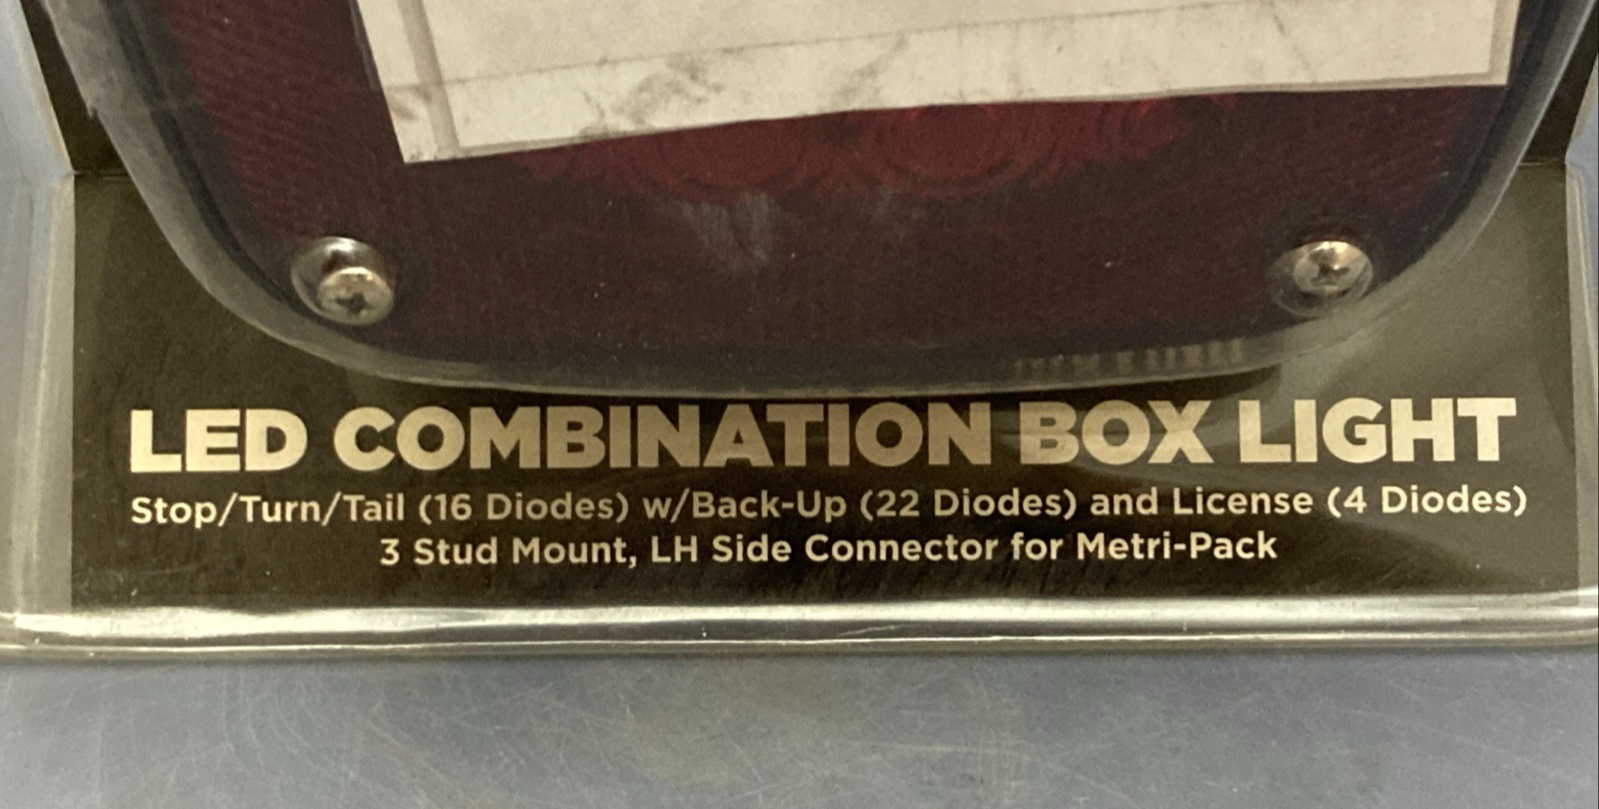 LED COMBINATION BOX LIGHT
Stop/Turn/Tail (16 Diodes) w/Back-Up (22 Diodes) and License (4 Diodes)
3 Stud Mount, LH Side Connector for Metri-Pack